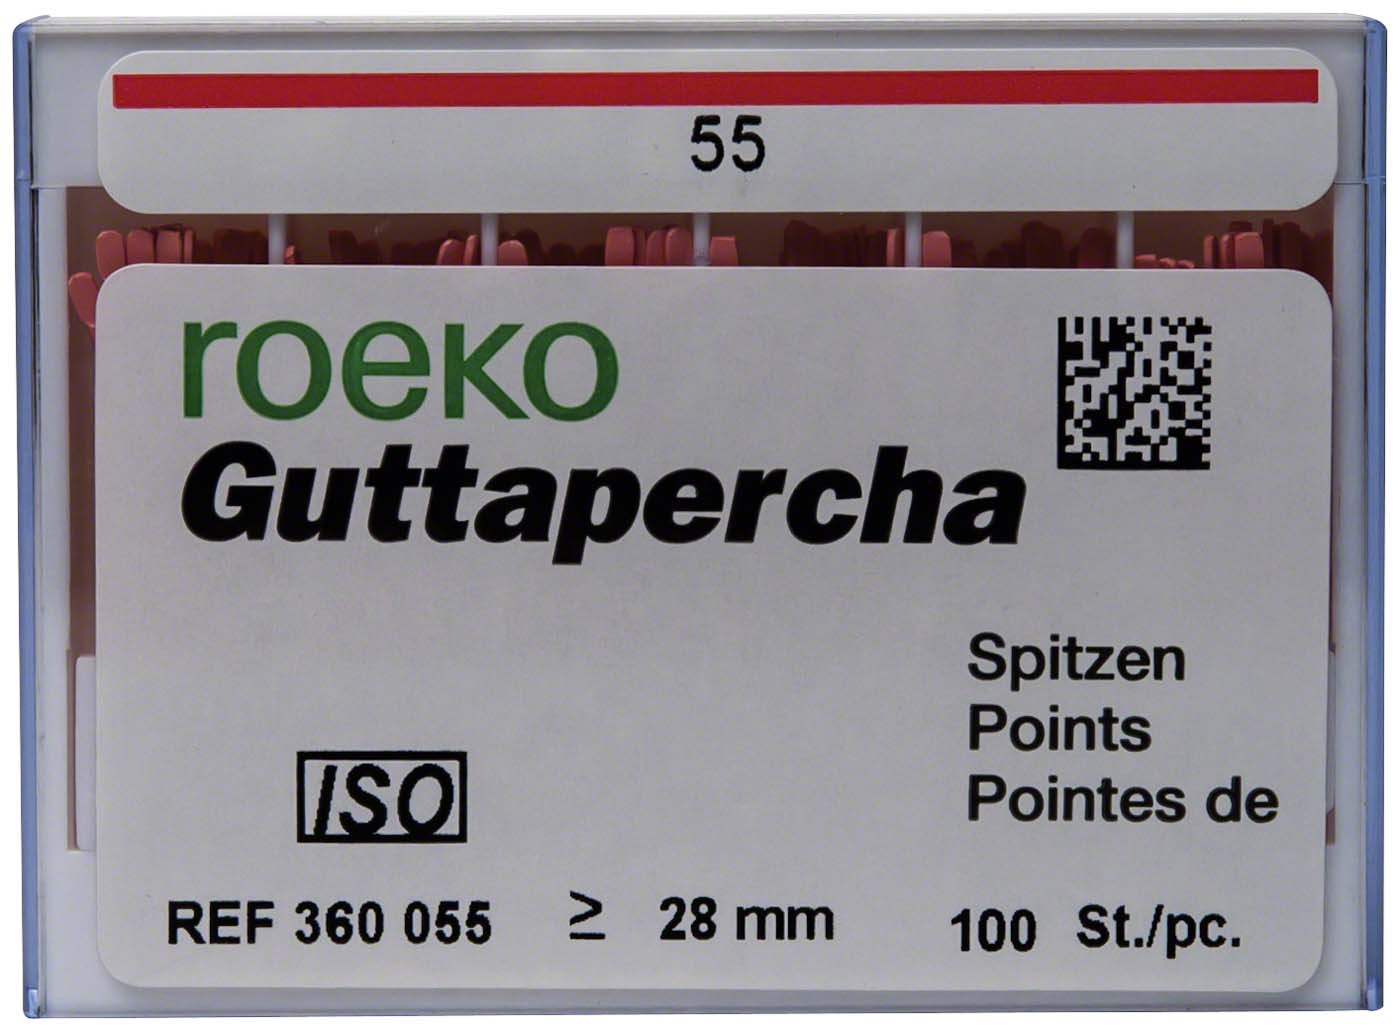 55
roeko
Guttapercha
Spitzen
Points
Pointes de
ISO
REF 360 055 ≥ 28 mm 100 St./pc.